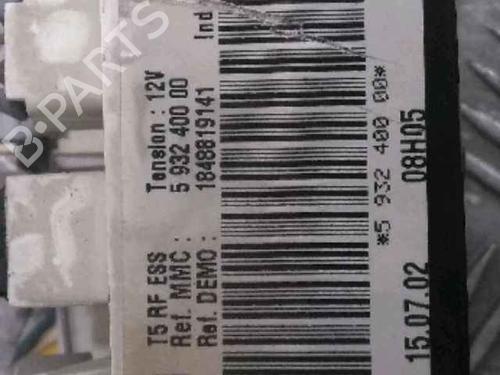 T5 RF ESS Tension : 12V
Ref. MMC : 5 932 400 00
Ref. DEMO : 1848819141 Ind
*5 932 400 00*
15.07.02 08H05
B-PARTS